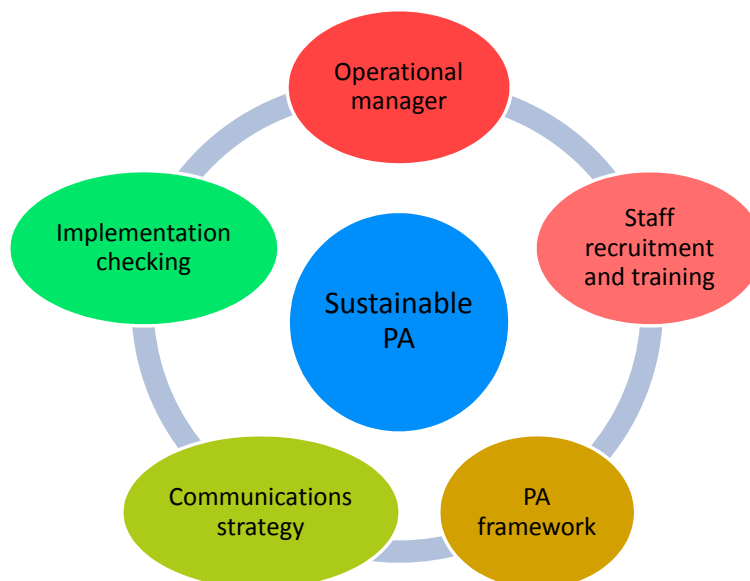 Operational
manager
Staff
recruitment
and training
PA
framework
Communications
strategy
Implementation
checking
Sustainable
PA